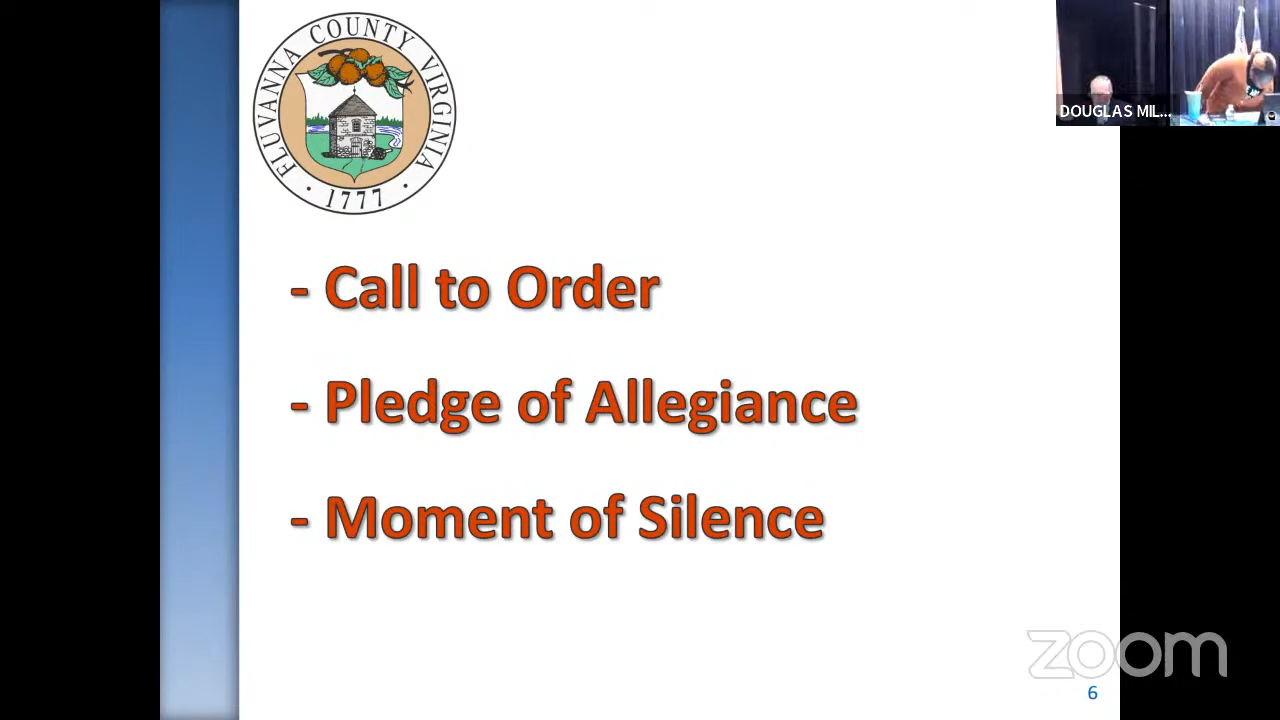 FLUVANNA COUNTY VIRGINIA
1777
DOUGLAS MIL...
- Call to Order
- Pledge of Allegiance
- Moment of Silence
zoom
6